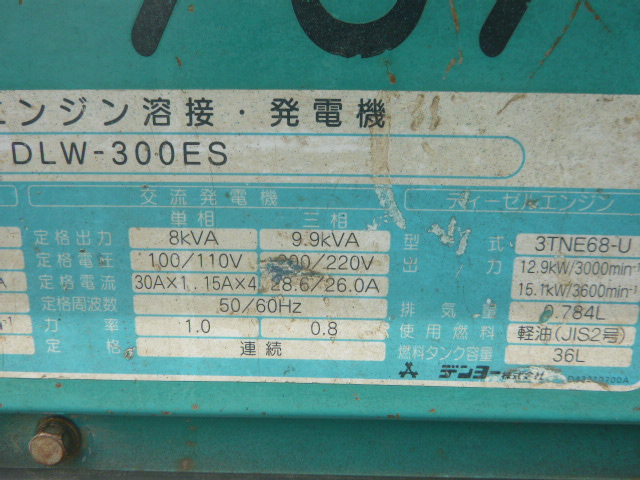 エンジン溶接・発電機
DLW-300ES
交流発電機 ディーゼルエンジン
単相 三相
定格出力 8kVA 9.9kVA 型式 3TNE68-U
定格電圧 100/110V 200/220V 出力 12.9kW/3000min⁻¹
定格電流 30A×1、15A×4 28.6/26.0A 15.1kW/3600min⁻¹
定格周波数 50/60Hz 排気量 0.784L
力率 1.0 0.8 使用燃料 軽油(JIS2号)
定格 連続 燃料タンク容量 36L
デンヨー株式会社